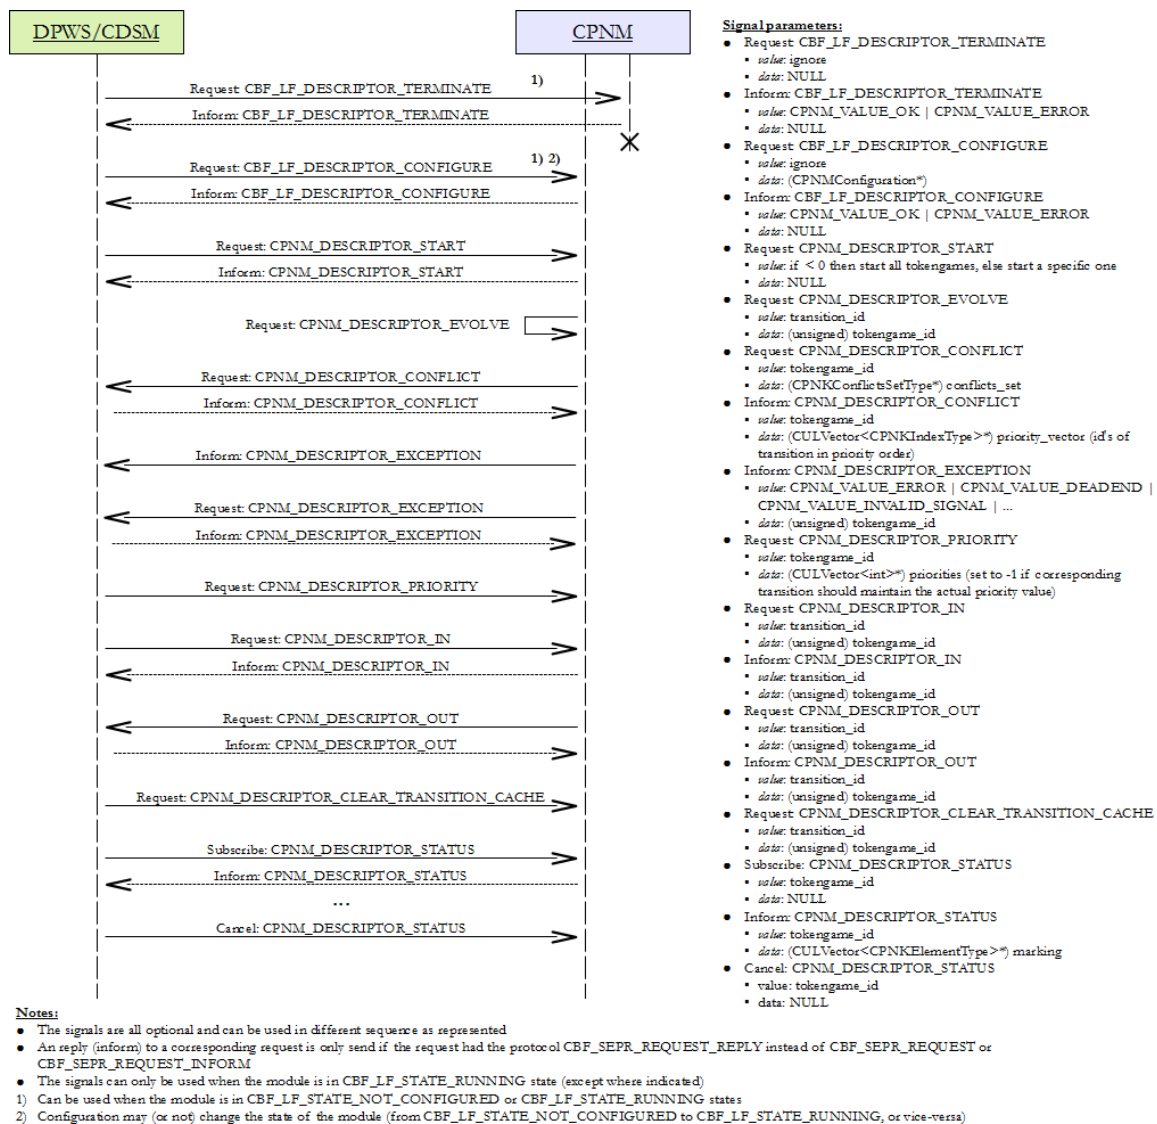 DPWS/CDSM
CPNM
Request: CBF_LF_DESCRIPTOR_TERMINATE
1)
Inform: CBF_LF_DESCRIPTOR_TERMINATE
Request: CBF_LF_DESCRIPTOR_CONFIGURE
1) 2)
Inform: CBF_LF_DESCRIPTOR_CONFIGURE
Request: CPNM_DESCRIPTOR_START
Inform: CPNM_DESCRIPTOR_START
Request: CPNM_DESCRIPTOR_EVOLVE
Request: CPNM_DESCRIPTOR_CONFLICT
Inform: CPNM_DESCRIPTOR_CONFLICT
Inform: CPNM_DESCRIPTOR_EXCEPTION
Request: CPNM_DESCRIPTOR_EXCEPTION
Inform: CPNM_DESCRIPTOR_EXCEPTION
Request: CPNM_DESCRIPTOR_PRIORITY
Request: CPNM_DESCRIPTOR_IN
Inform: CPNM_DESCRIPTOR_IN
Request: CPNM_DESCRIPTOR_OUT
Inform: CPNM_DESCRIPTOR_OUT
Request: CPNM_DESCRIPTOR_CLEAR_TRANSITION_CACHE
Subscribe: CPNM_DESCRIPTOR_STATUS
Inform: CPNM_DESCRIPTOR_STATUS
...
Cancel: CPNM_DESCRIPTOR_STATUS
Signal parameters:
● Request: CBF_LF_DESCRIPTOR_TERMINATE
▪ value: ignore
▪ data: NULL
● Inform: CBF_LF_DESCRIPTOR_TERMINATE
▪ value: CPNM_VALUE_OK | CPNM_VALUE_ERROR
▪ data: NULL
● Request: CBF_LF_DESCRIPTOR_CONFIGURE
▪ value: ignore
▪ data: (CPNMConfiguration*)
● Inform: CBF_LF_DESCRIPTOR_CONFIGURE
▪ value: CPNM_VALUE_OK | CPNM_VALUE_ERROR
▪ data: NULL
● Request: CPNM_DESCRIPTOR_START
▪ value: if < 0 then start all tokengames, else start a specific one
▪ data: NULL
● Request: CPNM_DESCRIPTOR_EVOLVE
▪ value: transition_id
▪ data: (unsigned) tokengame_id
● Request: CPNM_DESCRIPTOR_CONFLICT
▪ value: tokengame_id
▪ data: (CPNKConflictsSetType*) conflicts_set
● Inform: CPNM_DESCRIPTOR_CONFLICT
▪ value: tokengame_id
▪ data: (CULVector<CPNKIndexType>*) priority_vector (id's of
transition in priority order)
● Inform: CPNM_DESCRIPTOR_EXCEPTION
▪ value: CPNM_VALUE_ERROR | CPNM_VALUE_DEADEND |
CPNM_VALUE_INVALID_SIGNAL | ...
▪ data: (unsigned) tokengame_id
● Request: CPNM_DESCRIPTOR_PRIORITY
▪ value: tokengame_id
▪ data: (CULVector<int>*) priorities (set to -1 if corresponding
transition should maintain the actual priority value)
● Request: CPNM_DESCRIPTOR_IN
▪ value: transition_id
▪ data: (unsigned) tokengame_id
● Inform: CPNM_DESCRIPTOR_IN
▪ value: transition_id
▪ data: (unsigned) tokengame_id
● Request: CPNM_DESCRIPTOR_OUT
▪ value: transition_id
▪ data: (unsigned) tokengame_id
● Inform: CPNM_DESCRIPTOR_OUT
▪ value: transition_id
▪ data: (unsigned) tokengame_id
● Request: CPNM_DESCRIPTOR_CLEAR_TRANSITION_CACHE
▪ value: transition_id
▪ data: (unsigned) tokengame_id
● Subscribe: CPNM_DESCRIPTOR_STATUS
▪ value: tokengame_id
▪ data: NULL
● Inform: CPNM_DESCRIPTOR_STATUS
▪ value: tokengame_id
▪ data: (CULVector<CPNKElementType>*) marking
● Cancel: CPNM_DESCRIPTOR_STATUS
▪ value: tokengame_id
▪ data: NULL
Notes:
● The signals are all optional and can be used in different sequence as represented
● An reply (inform) to a corresponding request is only send if the request had the protocol CBF_SEPR_REQUEST_REPLY instead of CBF_SEPR_REQUEST or
CBF_SEPR_REQUEST_INFORM
● The signals can only be used when the module is in CBF_LF_STATE_RUNNING state (except where indicated)
1) Can be used when the module is in CBF_LF_STATE_NOT_CONFIGURED or CBF_LF_STATE_RUNNING states
2) Configuration may (or not) change the state of the module (from CBF_LF_STATE_NOT_CONFIGURED to CBF_LF_STATE_RUNNING, or vice-versa)